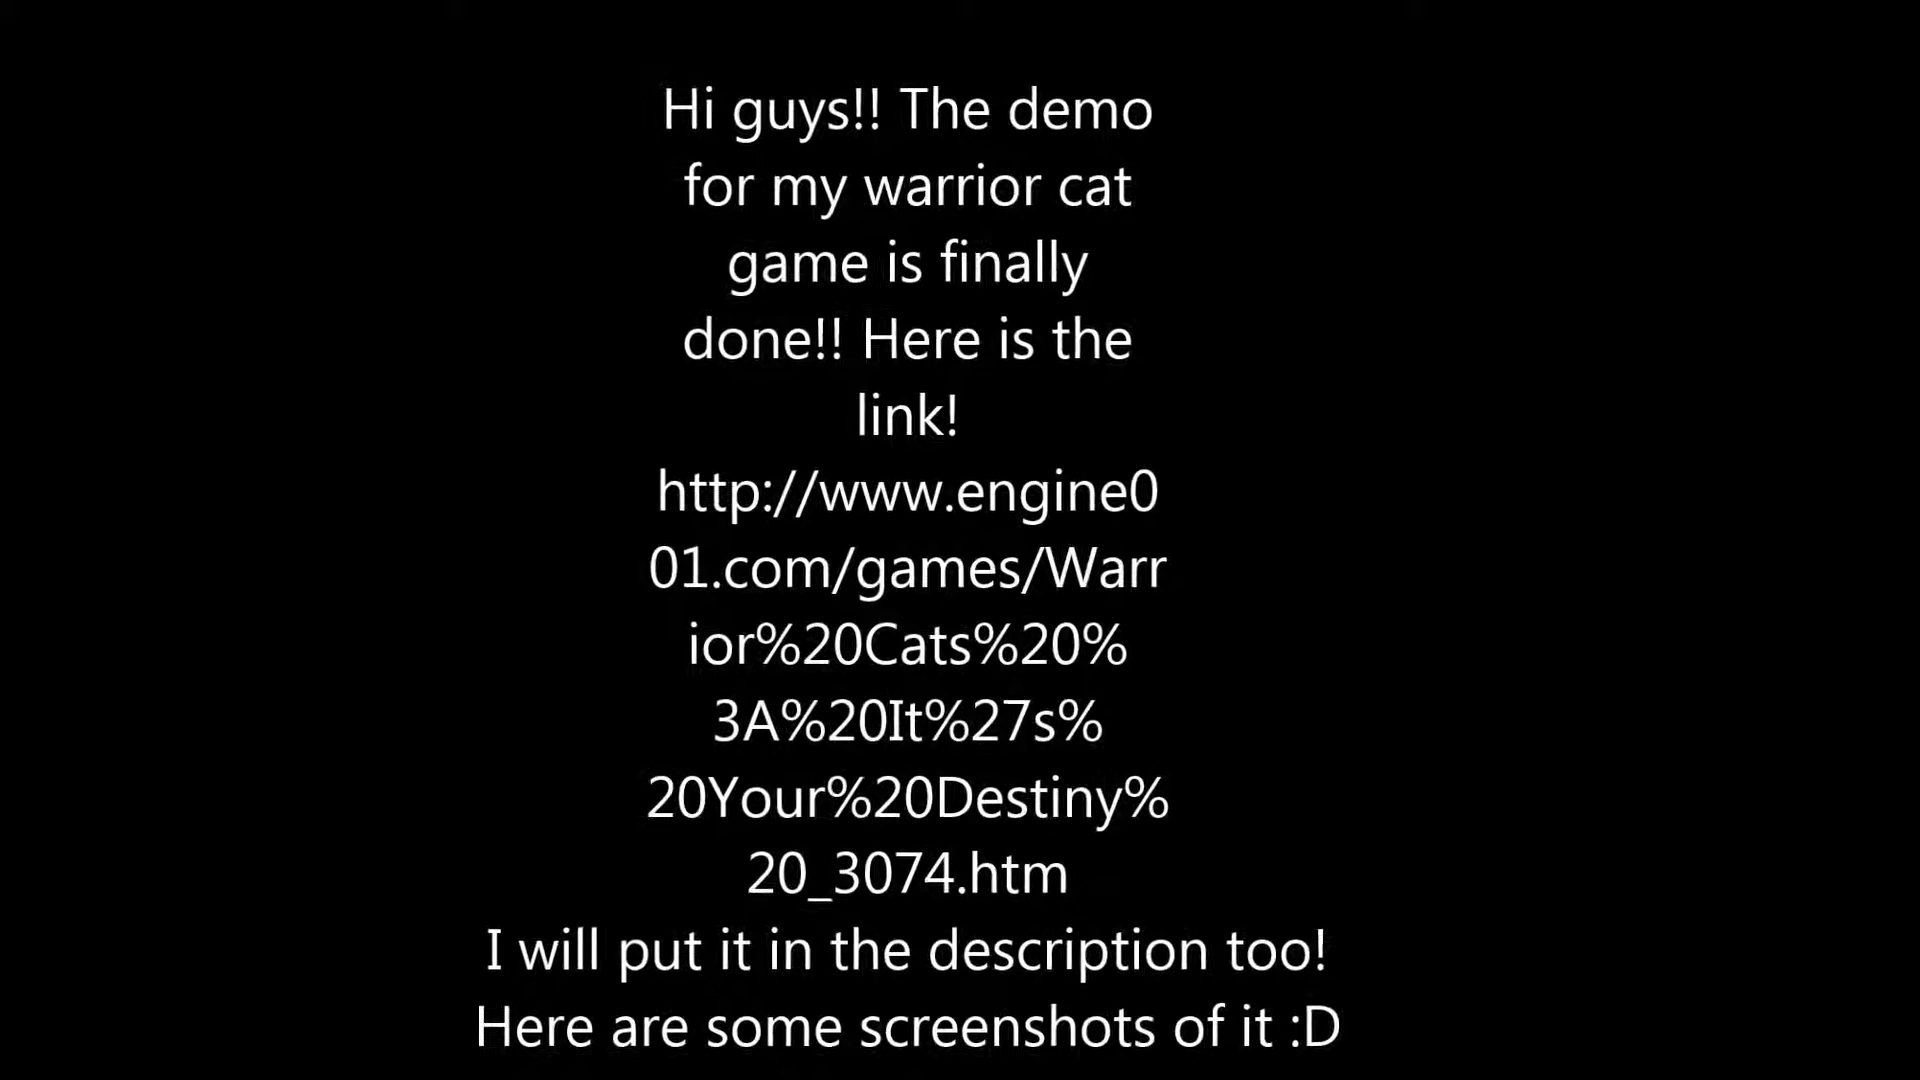 Hi guys!! The demo
for my warrior cat
game is finally
done!! Here is the
link!
http://www.engine0
01.com/games/Warr
ior%20Cats%20%
3A%20It%27s%
20Your%20Destiny%
20_3074.htm
I will put it in the description too!
Here are some screenshots of it :D